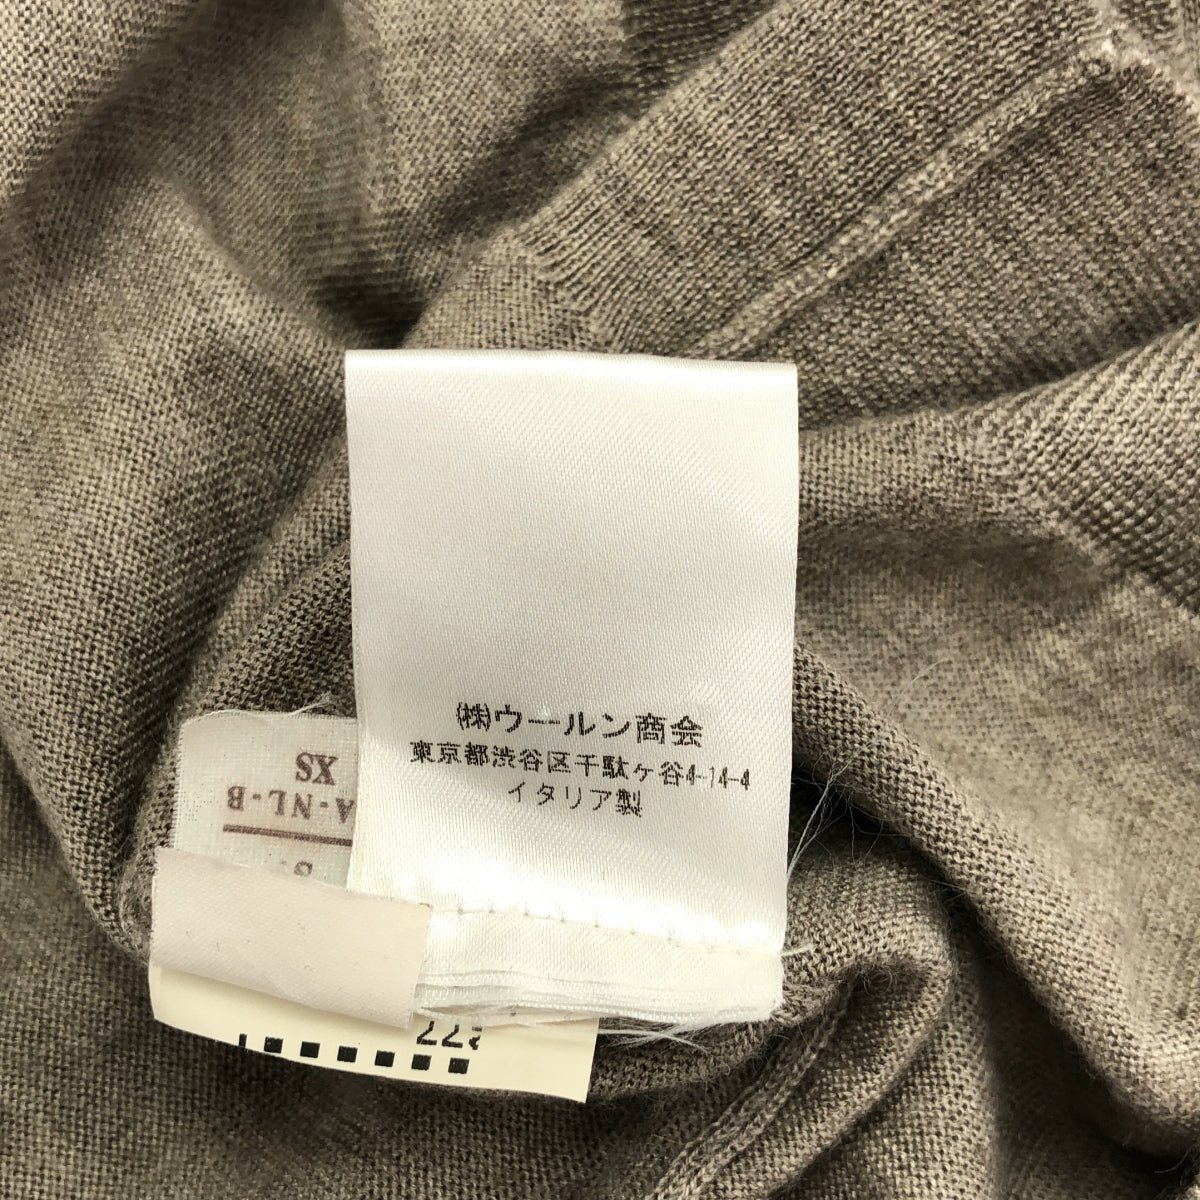 ㈱ウールン商会
東京都渋谷区千駄ヶ谷4-14-4
イタリア製
XS
A-NL-B
S.